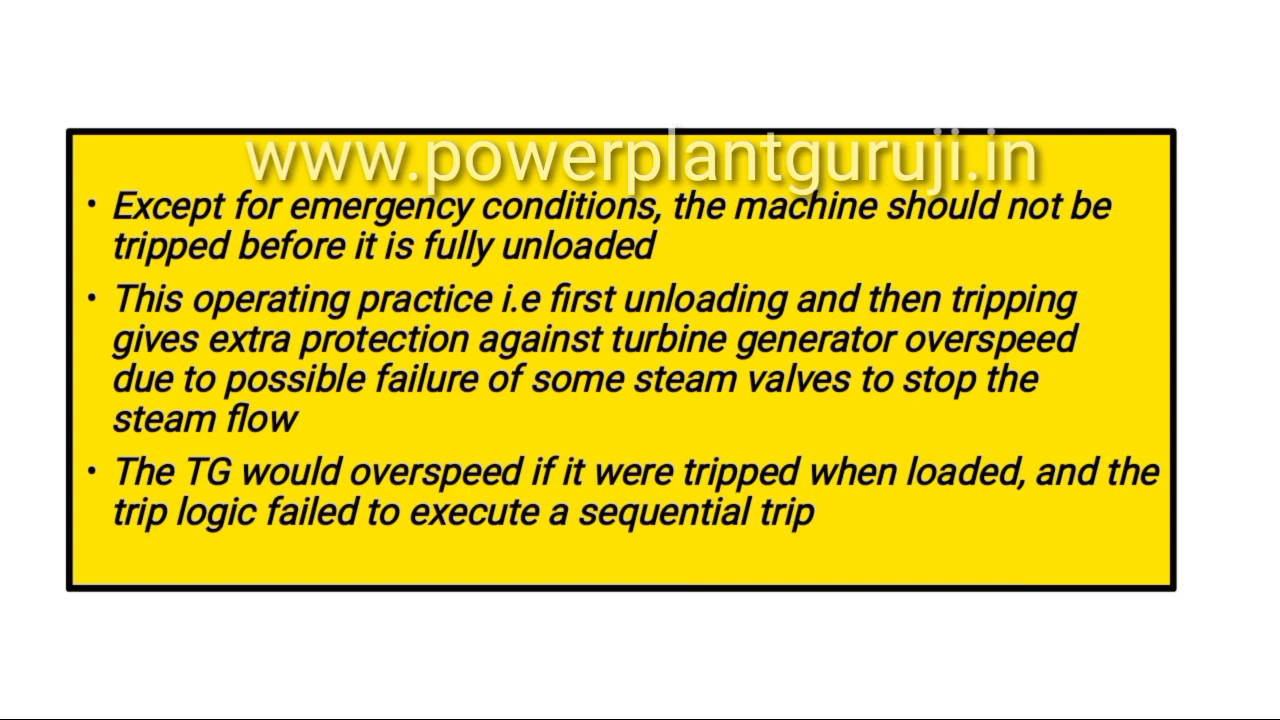 www.powerplantguruji.in
• Except for emergency conditions, the machine should not be
tripped before it is fully unloaded
• This operating practice i.e first unloading and then tripping
gives extra protection against turbine generator overspeed
due to possible failure of some steam valves to stop the
steam flow
• The TG would overspeed if it were tripped when loaded, and the
trip logic failed to execute a sequential trip